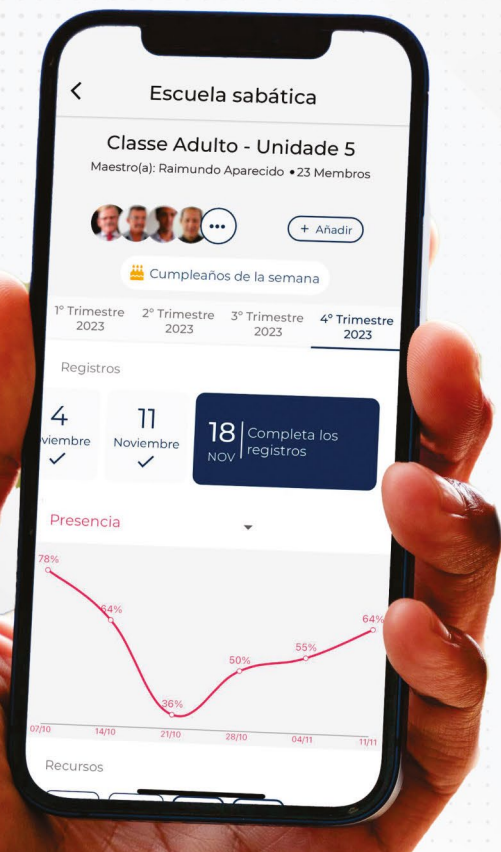 Escuela sabática
Classe Adulto - Unidade 5
Maestro(a): Raimundo Aparecido • 23 Membros
+ Añadir
Cumpleaños de la semana
1º Trimestre 2º Trimestre 3º Trimestre 4º Trimestre
2023 2023 2023 2023
Registros
4 11 18 Completa los
viembre Noviembre NOV registros
Presencia
78%
64%
36%
50%
55%
64%
07/10 14/10 21/10 28/10 04/11 11/11
Recursos